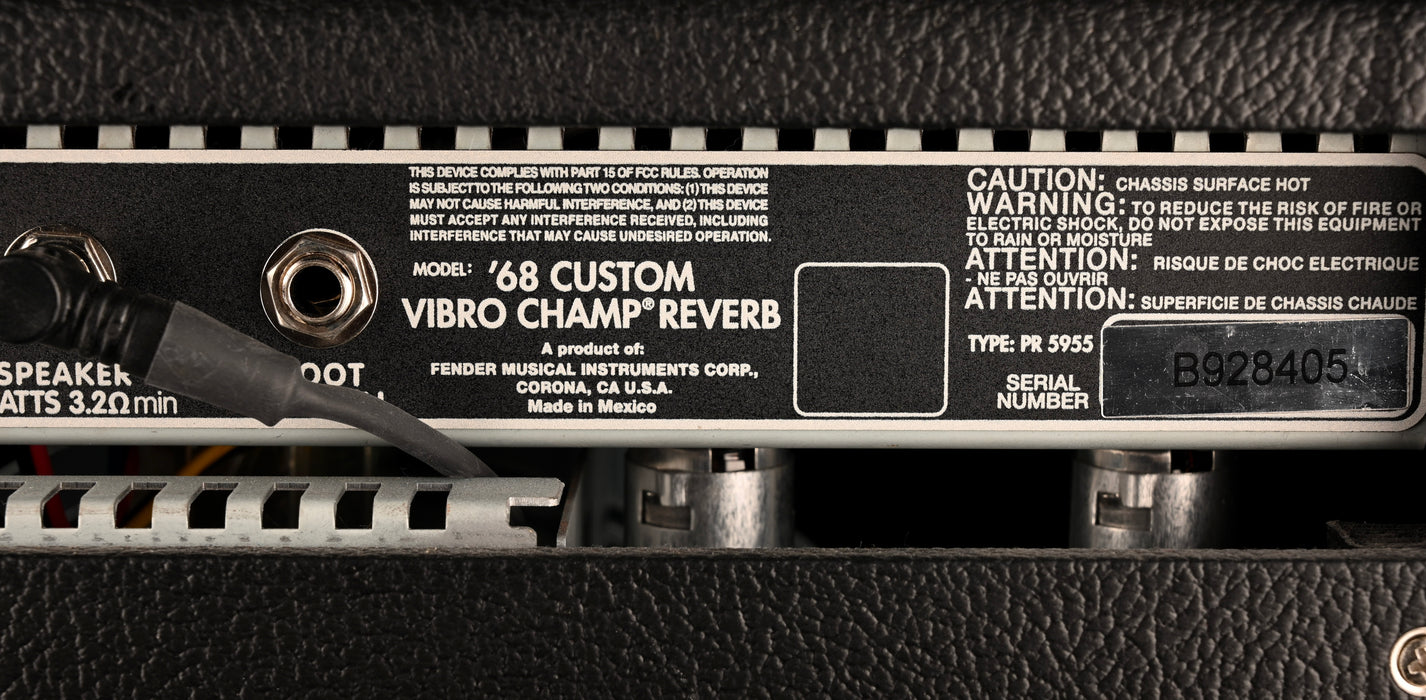 THIS DEVICE COMPLIES WITH PART 15 OF FCC RULES. OPERATION
IS SUBJECT TO THE FOLLOWING TWO CONDITIONS: (1) THIS DEVICE
MAY NOT CAUSE HARMFUL INTERFERENCE, AND (2) THIS DEVICE
MUST ACCEPT ANY INTERFERENCE RECEIVED, INCLUDING
INTERFERENCE THAT MAY CAUSE UNDESIRED OPERATION.
MODEL: '68 CUSTOM
VIBRO CHAMP® REVERB
A product of:
FENDER MUSICAL INSTRUMENTS CORP.,
CORONA, CA U.S.A.
Made in Mexico
SPEAKER
ATTS 3.2Ω min
OOT
CAUTION: CHASSIS SURFACE HOT
WARNING: TO REDUCE THE RISK OF FIRE OR
ELECTRIC SHOCK, DO NOT EXPOSE THIS EQUIPMENT
TO RAIN OR MOISTURE
ATTENTION: RISQUE DE CHOC ELECTRIQUE
- NE PAS OUVRIR
ATTENTION: SUPERFICIE DE CHASSIS CHAUDE
TYPE: PR 5955
SERIAL
NUMBER
B928405